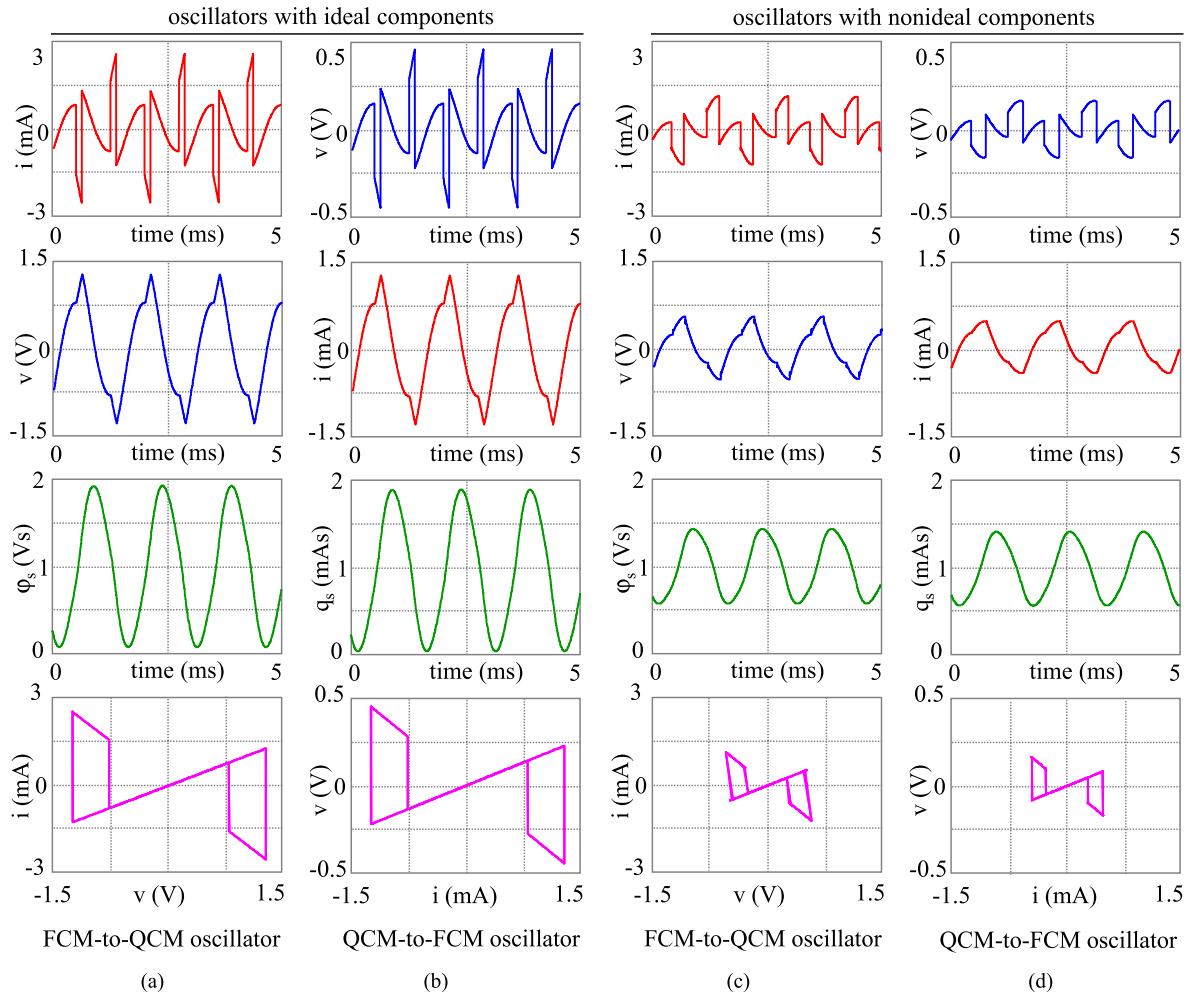 oscillators with ideal components
oscillators with nonideal components
3
i (mA)
0
-3
0
time (ms)
5
0.5
v (V)
0
-0.5
0
time (ms)
5
3
i (mA)
0
-3
0
time (ms)
5
0.5
v (V)
0
-0.5
0
time (ms)
5
1.5
v (V)
0
-1.5
0
time (ms)
5
1.5
i (mA)
0
-1.5
0
time (ms)
5
1.5
v (V)
0
-1.5
0
time (ms)
5
1.5
i (mA)
0
-1.5
0
time (ms)
5
2
φs (Vs)
1
0
0
time (ms)
5
2
qs (mAs)
1
0
0
time (ms)
5
2
φs (Vs)
1
0
0
time (ms)
5
2
qs (mAs)
1
0
0
time (ms)
5
3
i (mA)
0
-3
-1.5
v (V)
1.5
0.5
v (V)
0
-0.5
-1.5
i (mA)
1.5
3
i (mA)
0
-3
-1.5
v (V)
1.5
0.5
v (V)
0
-0.5
-1.5
i (mA)
1.5
FCM-to-QCM oscillator
QCM-to-FCM oscillator
FCM-to-QCM oscillator
QCM-to-FCM oscillator
(a)
(b)
(c)
(d)